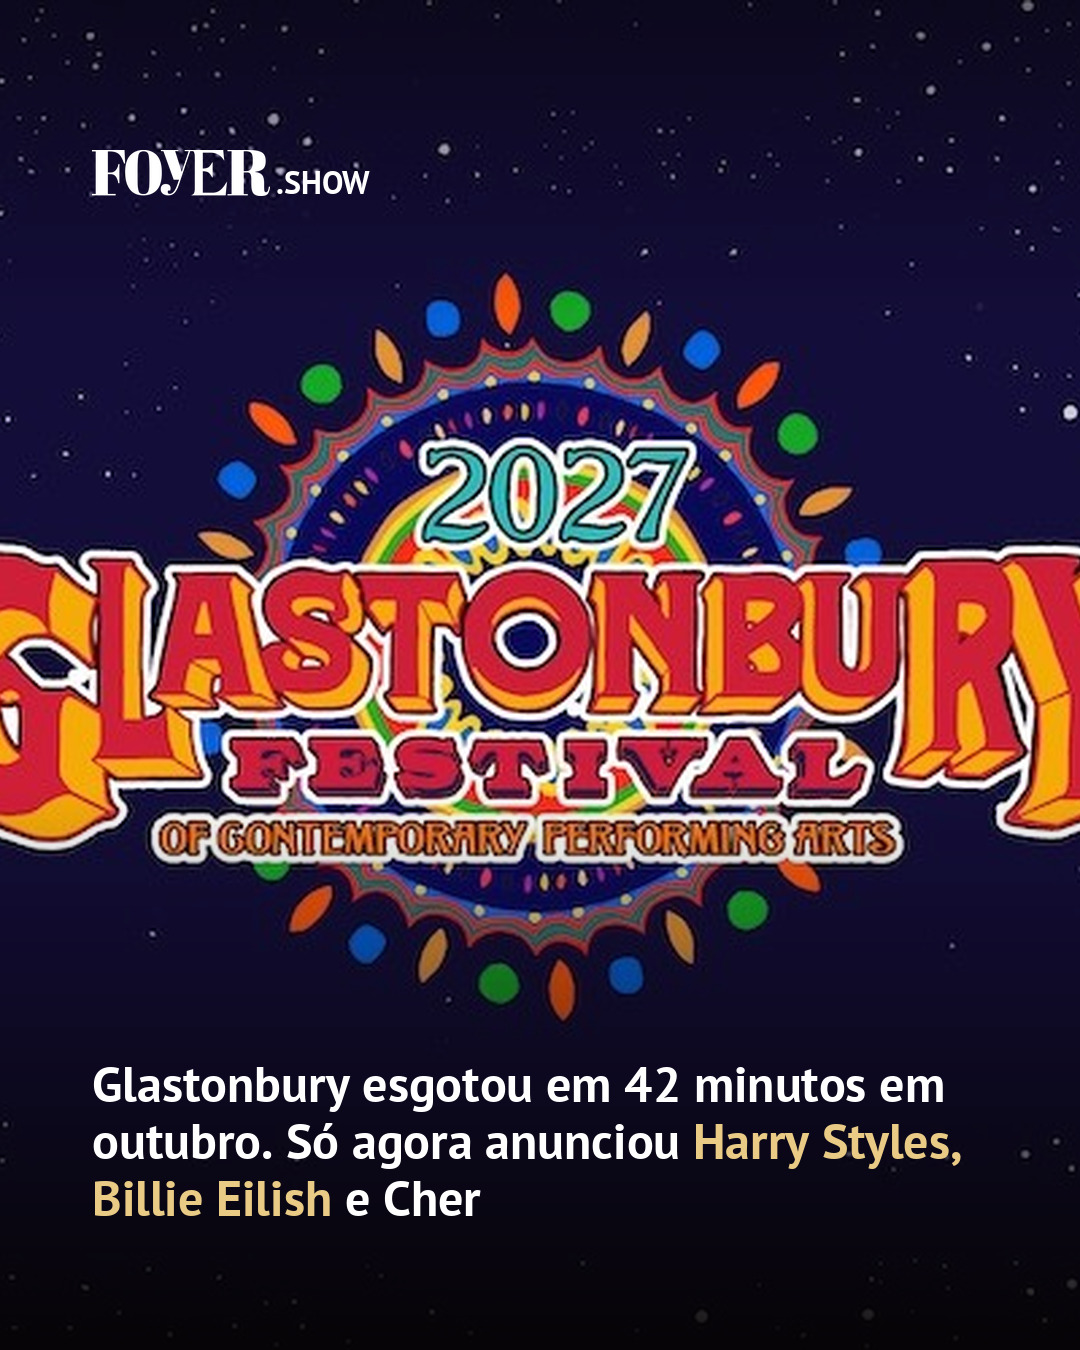 FOYER.SHOW
2027
GLASTONBURY
FESTIVAL
OF CONTEMPORARY PERFORMING ARTS
Glastonbury esgotou em 42 minutos em
outubro. Só agora anunciou Harry Styles,
Billie Eilish e Cher